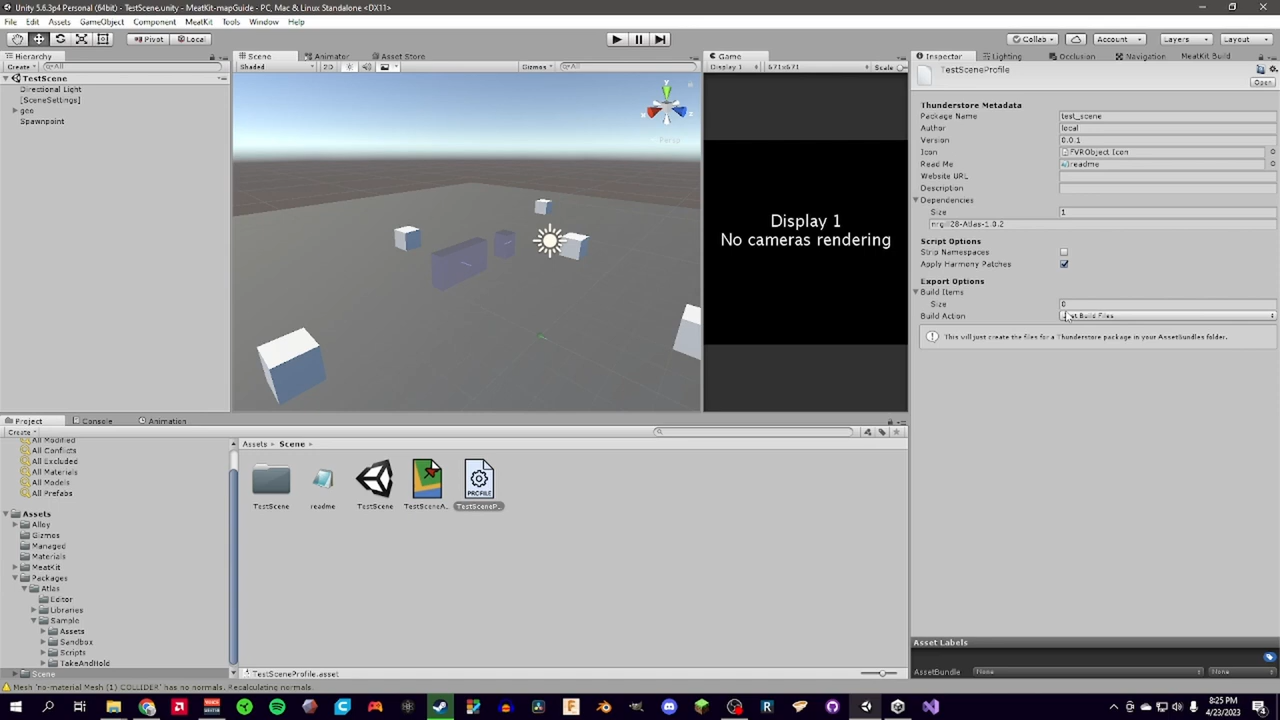 Unity 5.6.3p4 Personal (64bit) - TestScene.unity - MeatKit-mapGuide - PC, Mac & Linux Standalone <DX11>
File Edit Assets GameObject Component MeatKit Tools Window Help
Pivot Local Collab Account Layers Layout
Hierarchy
Create All
TestScene
Directional Light
[SceneSettings]
geo
Spawnpoint
Scene Animator Asset Store
Shaded 2D Gizmos All
y
x
z
Persp
Game
Display 1 671x671 Scale
Display 1
No cameras rendering
Inspector Lighting Occlusion Navigation MeatKit Build
TestSceneProfile
Open
Thunderstore Metadata
Package Name test_scene
Author local
Version 0.0.1
Icon FVRObject Icon
Read Me readme
Website URL
Description
Dependencies
Size 1
nrgill28-Atlas-1.0.2
Script Options
Strip Namespaces
Apply Harmony Patches
Export Options
Build Items
Size 0
Build Action Build Files
This will just create the files for a Thunderstore package in your AssetBundles folder.
Project Console Animation
Create
All Modified
All Conflicts
All Excluded
All Materials
All Models
All Prefabs
Assets
Alloy
Gizmos
Managed
Materials
MeatKit
Packages
Atlas
Editor
Libraries
Sample
Assets
Sandbox
Scripts
TakeAndHold
Scene
Assets Scene
PROFILE
TestScene readme TestScene TestSceneA.. TestSceneP..
TestSceneProfile.asset
Asset Labels
AssetBundle None None
Mesh 'no-material Mesh [1] COLLIDER' has no normals. Recalculating normals.
8:25 PM
4/23/2023